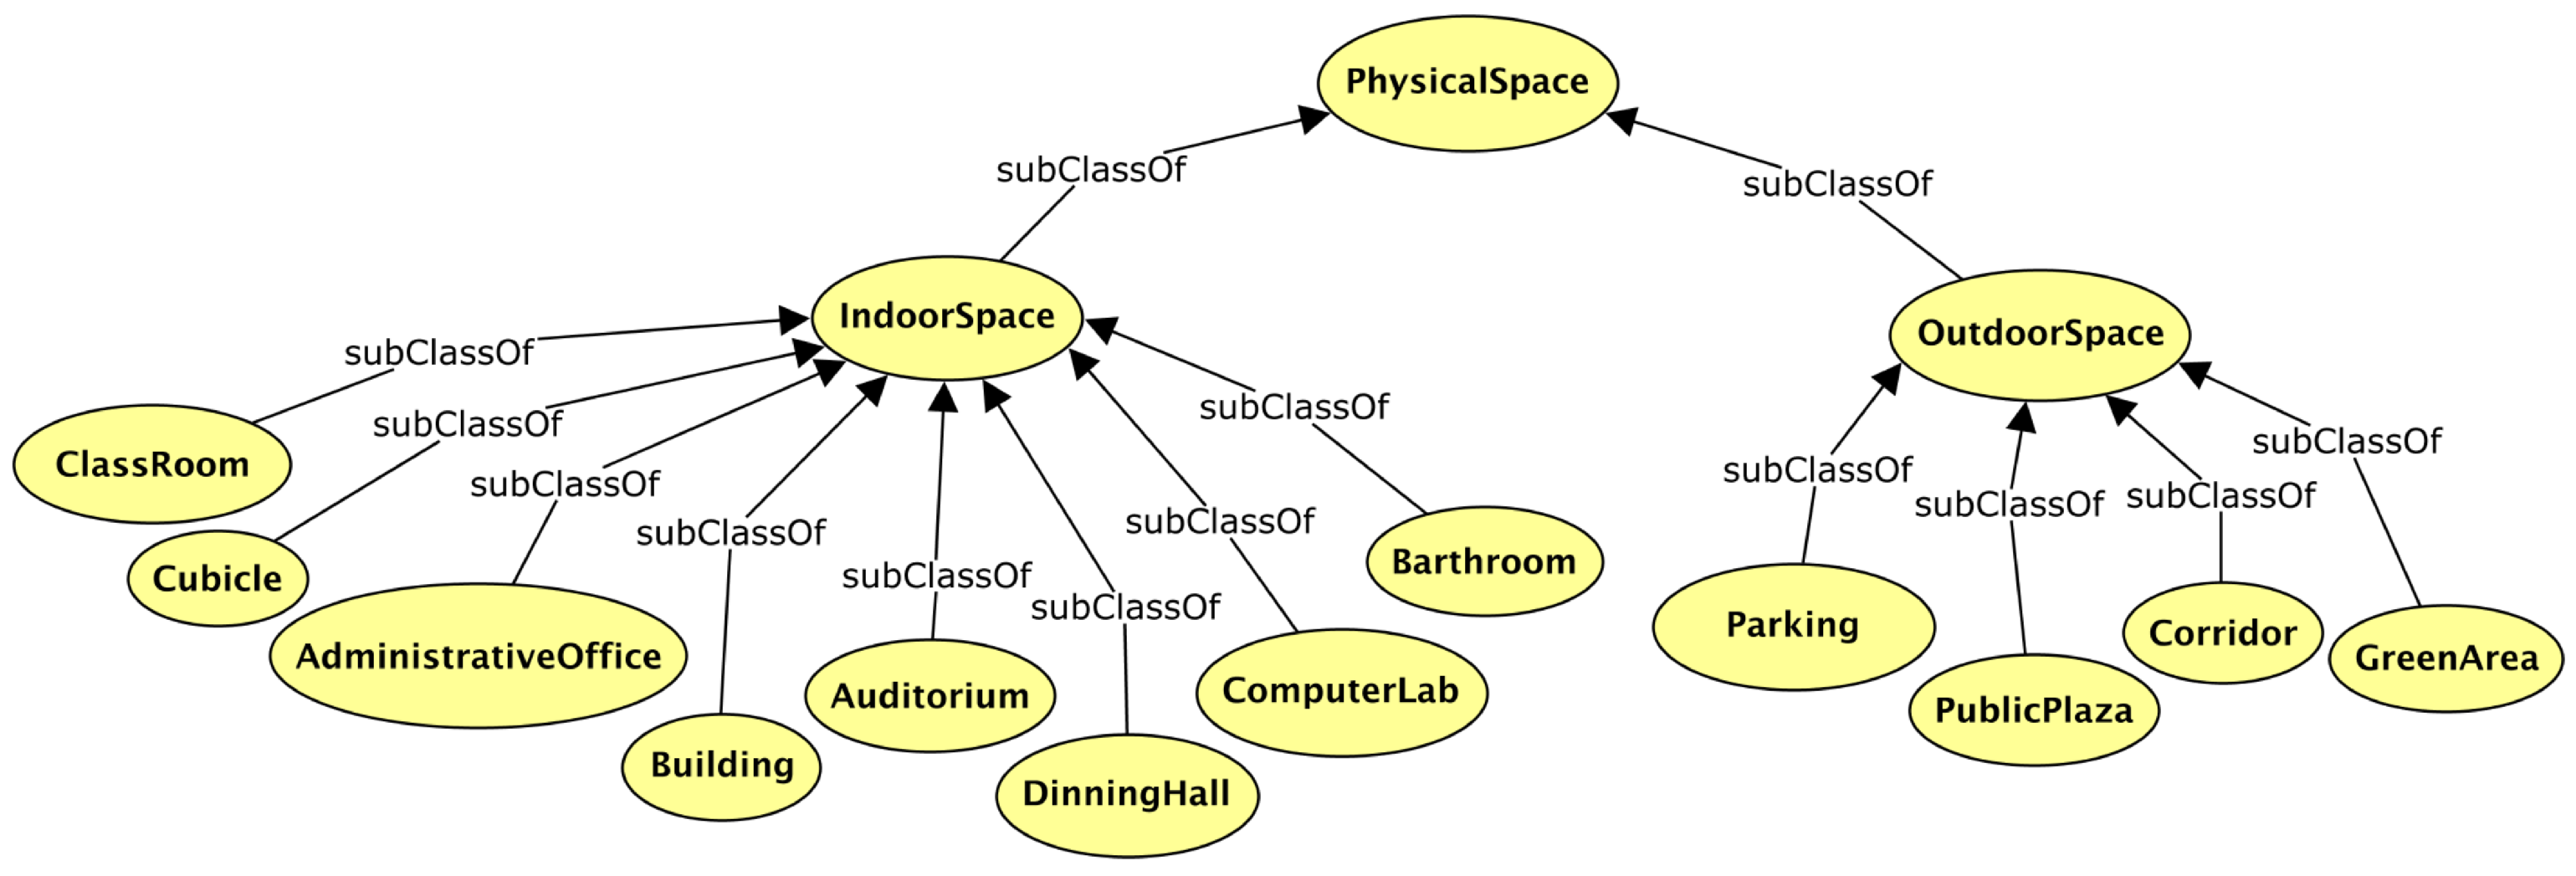 PhysicalSpace
subClassOf
subClassOf
IndoorSpace
OutdoorSpace
subClassOf
subClassOf
subClassOf
subClassOf
subClassOf
subClassOf
subClassOf
subClassOf
subClassOf
subClassOf
subClassOf
subClassOf
ClassRoom
Cubicle
AdministrativeOffice
Building
Auditorium
DinningHall
ComputerLab
Barthroom
Parking
PublicPlaza
Corridor
GreenArea